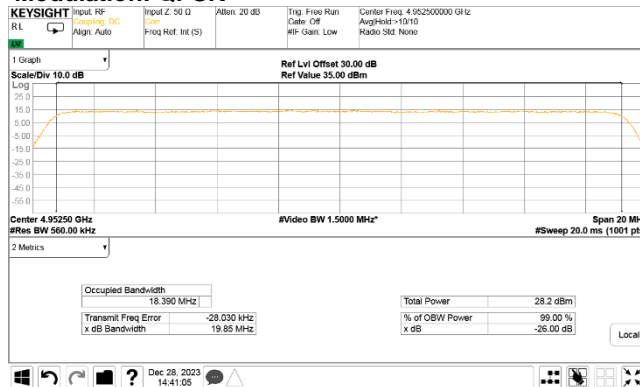 KEYSIGHT Input: RF Input Z: 50 Ω Atten: 20 dB Trig: Free Run Center Freq: 4.952500000 GHz
RL Coupling: DC Corr Gate: Off Avg|Hold:>10/10
Align: Auto Freq Ref: Int (S) #IF Gain: Low Radio Std: None
1 Graph Ref Lvl Offset 30.00 dB
Scale/Div 10.0 dB Ref Value 35.00 dBm
Log
25.0
15.0
5.00
-5.00
-15.0
-25.0
-35.0
-45.0
-55.0
Center 4.95250 GHz #Video BW 1.5000 MHz* Span 20 MH
#Res BW 560.00 kHz #Sweep 20.0 ms (1001 pts
2 Metrics
Occupied Bandwidth
18.390 MHz Total Power 28.2 dBm
Transmit Freq Error -28.030 kHz % of OBW Power 99.00 %
x dB Bandwidth 19.85 MHz x dB -26.00 dB
Local
? Dec 28, 2023
14:41:05